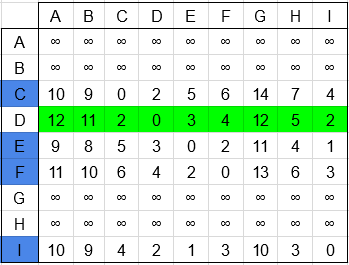 A B C D E F G H I
A ∞ ∞ ∞ ∞ ∞ ∞ ∞ ∞ ∞
B ∞ ∞ ∞ ∞ ∞ ∞ ∞ ∞ ∞
C 10 9 0 2 5 6 14 7 4
D 12 11 2 0 3 4 12 5 2
E 9 8 5 3 0 2 11 4 1
F 11 10 6 4 2 0 13 6 3
G ∞ ∞ ∞ ∞ ∞ ∞ ∞ ∞ ∞
H ∞ ∞ ∞ ∞ ∞ ∞ ∞ ∞ ∞
I 10 9 4 2 1 3 10 3 0